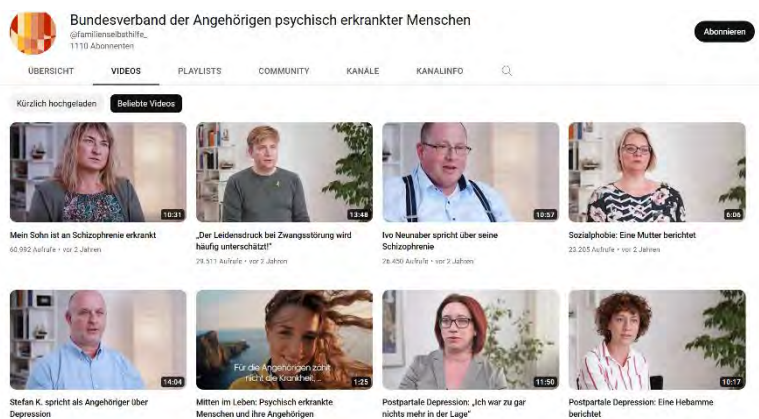 Bundesverband der Angehörigen psychisch erkrankter Menschen
@familienselbsthilfe_
1110 Abonnenten
Abonnieren
ÜBERSICHT VIDEOS PLAYLISTS COMMUNITY KANÄLE KANALINFO
Kürzlich hochgeladen Beliebte Videos
10:31 13:48 10:57 6:06
Mein Sohn ist an Schizophrenie erkrankt
60.992 Aufrufe • vor 2 Jahren
„Der Leidensdruck bei Zwangsstörung wird
häufig unterschätzt!"
29.511 Aufrufe • vor 2 Jahren
Ivo Neunaber spricht über seine
Schizophrenie
26.450 Aufrufe • vor 2 Jahren
Sozialphobie: Eine Mutter berichtet
23.205 Aufrufe • vor 2 Jahren
Für die Angehörigen zählt
nicht die Krankheit, ...
14:04 1:25 11:50 10:17
Stefan K. spricht als Angehöriger über
Depression
Mitten im Leben: Psychisch erkrankte
Menschen und ihre Angehörigen
Postpartale Depression: „Ich war zu gar
nichts mehr in der Lage"
Postpartale Depression: Eine Hebamme
berichtet